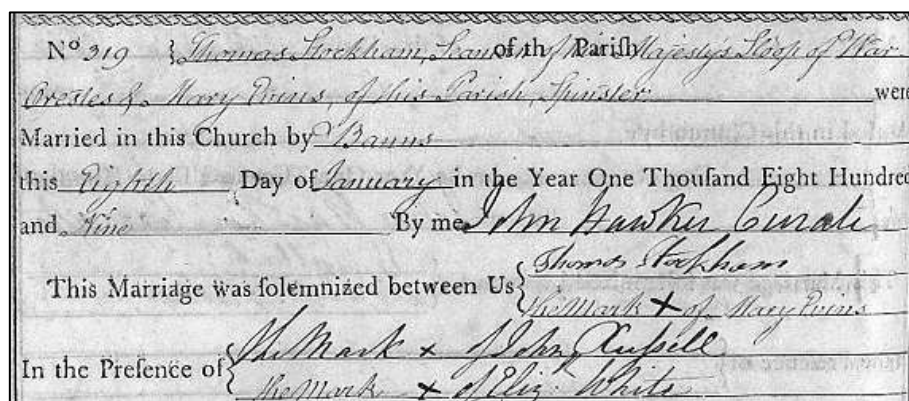 No 319 { Thomas Stockham, Seaman of th Parish Majesty's Sloop of War
Orestes & Mary Evins, of this Parish, Spinster were
Married in this Church by Banns
this Eighth Day of January in the Year One Thouſand Eight Hundred
and Nine By me John Hawker Curate
This Marriage was ſolemnized between Us { Thomas Stockham
The Mark X of Mary Evins
In the Preſence of { The Mark x of John Russell
The Mark x of Eliz. White